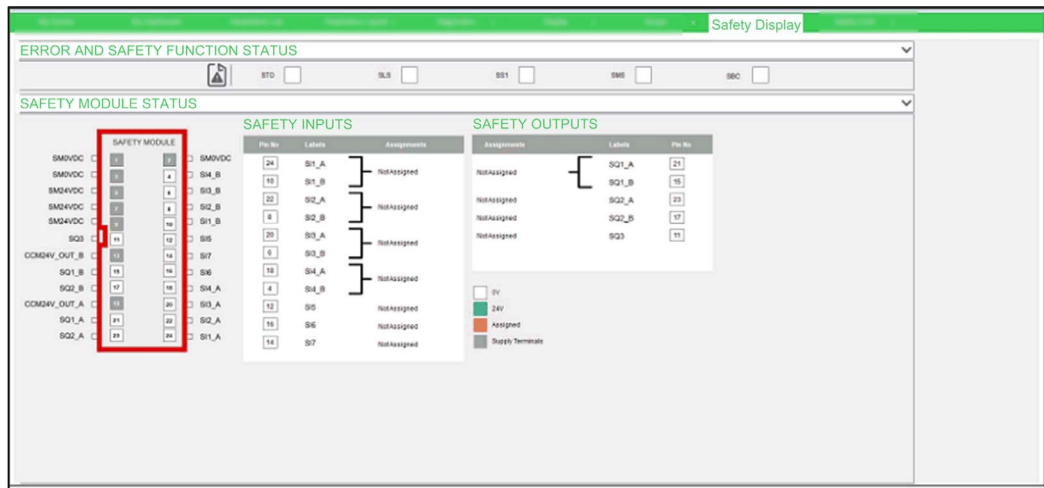 Safety Display
ERROR AND SAFETY FUNCTION STATUS
STO SLS SS1 SMS SBC
SAFETY MODULE STATUS
SAFETY MODULE
SM0VDC 1 2 SM0VDC
SM0VDC 3 4 SI4_B
SM24VDC 5 6 SI3_B
SM24VDC 7 8 SI2_B
SM24VDC 9 10 SI1_B
SQ3 11 12 SI5
CCM24V_OUT_B 13 14 SI7
SQ1_B 15 16 SI6
SQ2_B 17 18 SI4_A
CCM24V_OUT_A 20 SI3_A
SQ1_A 21 22 SI2_A
SQ2_A 23 24 SI1_A
SAFETY INPUTS
Pin No Labels Assignments
24 SI1_A
NotAssigned
10 SI1_B
22 SI2_A
NotAssigned
8 SI2_B
20 SI3_A
NotAssigned
6 SI3_B
18 SI4_A
NotAssigned
4 SI4_B
12 SI5 NotAssigned
16 SI6 NotAssigned
14 SI7 NotAssigned
SAFETY OUTPUTS
Assignments Labels Pin No
SQ1_A 21
NotAssigned
SQ1_B 15
NotAssigned SQ2_A 23
NotAssigned SQ2_B 17
NotAssigned SQ3 11
0V
24V
Assigned
Supply Terminals